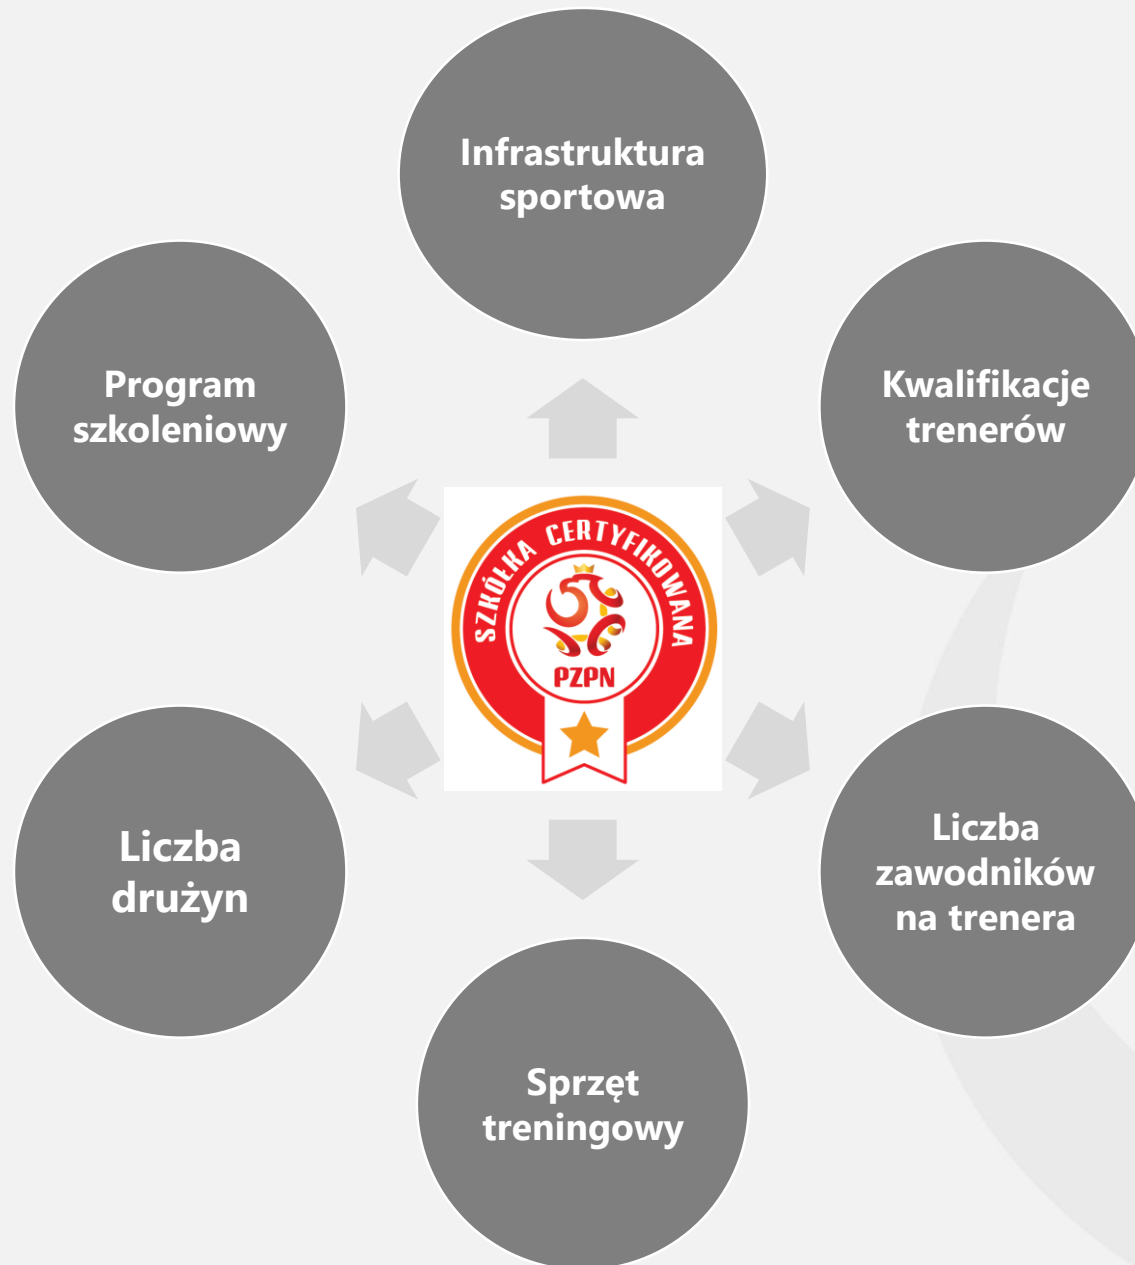 Infrastruktura
sportowa
Program
szkoleniowy
Kwalifikacje
trenerów
SZKÓŁKA CERTYFIKOWANA
PZPN
Liczba
drużyn
Liczba
zawodników
na trenera
Sprzęt
treningowy